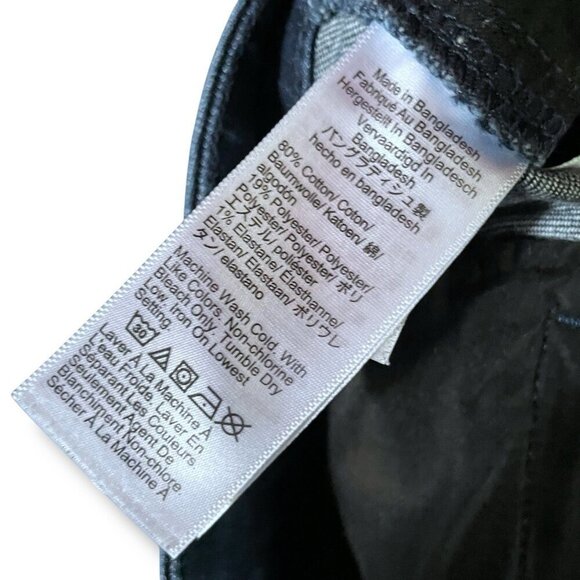 Made in Bangladesh
Fabriqué Au Bangladesh
Hergestellt In Bangladesch
Vervaardigd in
Bangladesh
バングラディシュ製
hecho en bangladesh
80% Cotton/ Coton/
Baumwolle/ Katoen/ 綿/
algodón
19% Polyester/ Polyester/
Polyester/ Polyester/ ポリ
エステル/ poliéster
1% Elastane/ Élasthanne/
Elastan/ Elastaan/ ポリウレ
タン/ elastano
Machine Wash Cold, With
Like Colors. Non-chlorine
Bleach Only, Tumble Dry
Low, Iron On Lowest
Setting
30
Laver À La Machine À
L'eau Froide. Laver En
Séparant Les Couleurs
Seulement Agent De
Blanchiment Non-chlore
Sécher À La Machine À